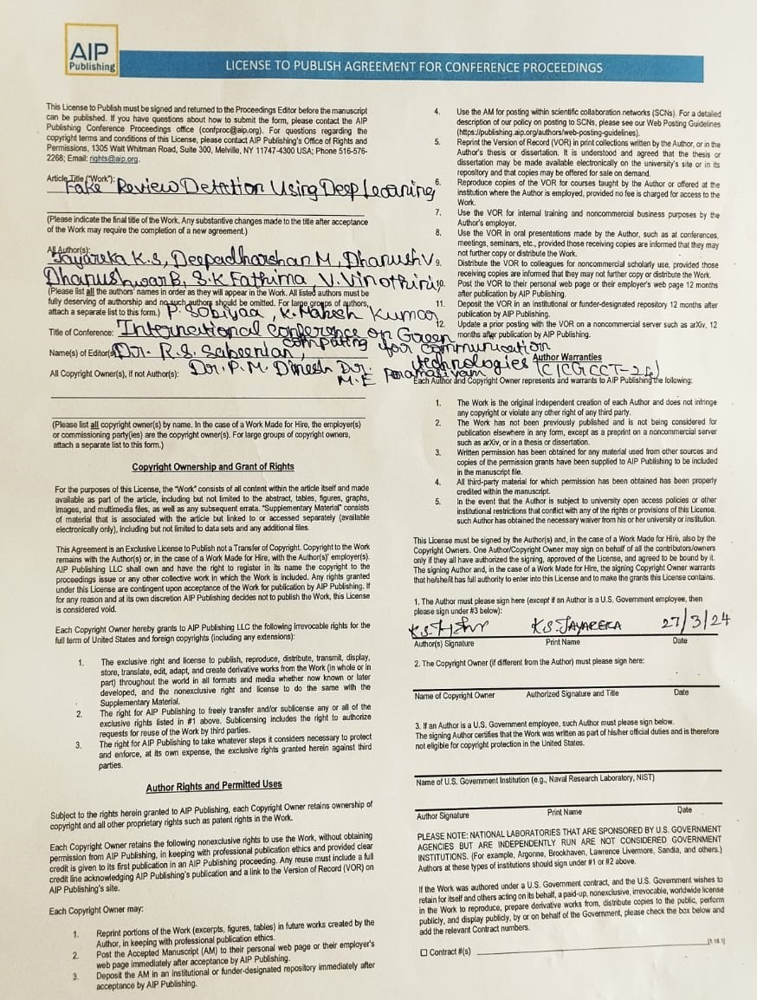 AIP
Publishing
LICENSE TO PUBLISH AGREEMENT FOR CONFERENCE PROCEEDINGS
This License to Publish must be signed and returned to the Proceedings Editor before the manuscript
can be published. If you have questions about how to submit the form, please contact the AIP
Publishing Conference Proceedings office (confproc@aip.org). For questions regarding the
copyright terms and conditions of this License, please contact AIP Publishing's Office of Rights and
Permissions, 1305 Walt Whitman Road, Suite 300, Melville, NY 11747-4300 USA; Phone 516-576-
2268; Email: rights@aip.org.
Article Title ("Work"):
Fake Review Detection Using Deep Learning
(Please indicate the final title of the Work. Any substantive changes made to the title after acceptance
of the Work may require the completion of a new agreement.)
All Author(s):
Jayareka K.S, Deepadharshan M, Dhanush V
Dhanushwar B, S.K Fathima, V. Vinothini,
(Please list all the authors' names in order as they will appear in the Work. All listed authors must be
fully deserving of authorship and no such authors should be omitted. For large groups of authors,
attach a separate list to this form.) P. Sobiyaa, K. Mahesh Kumar
Title of Conference: International Conference on Green
computing for communication
technologies (ICGCCT-24)
Name(s) of Editor(s) Dr. R.S. Sabeenian,
All Copyright Owner(s), if not Author(s): Dr. P.M. Dinesh Dr.
M.E Paramasivam
(Please list all copyright owner(s) by name. In the case of a Work Made for Hire, the employer(s)
or commissioning party(ies) are the copyright owner(s). For large groups of copyright owners,
attach a separate list to this form.)
Copyright Ownership and Grant of Rights
For the purposes of this License, the "Work" consists of all content within the article itself and made
available as part of the article, including but not limited to the abstract, tables, figures, graphs,
images, and multimedia files, as well as any subsequent errata. "Supplementary Material" consists
of material that is associated with the article but linked to or accessed separately (available
electronically only), including but not limited to data sets and any additional files.
This Agreement is an Exclusive License to Publish not a Transfer of Copyright. Copyright to the Work
remains with the Author(s) or, in the case of a Work Made for Hire, with the Author(s)' employer(s).
AIP Publishing LLC shall own and have the right to register in its name the copyright to the
proceedings issue or any other collective work in which the Work is included. Any rights granted
under this License are contingent upon acceptance of the Work for publication by AIP Publishing. If
for any reason and at its own discretion AIP Publishing decides not to publish the Work, this License
is considered void.
Each Copyright Owner hereby grants to AIP Publishing LLC the following irrevocable rights for the
full term of United States and foreign copyrights (including any extensions):
1. The exclusive right and license to publish, reproduce, distribute, transmit, display,
store, translate, edit, adapt, and create derivative works from the Work (in whole or in
part) throughout the world in all formats and media whether now known or later
developed, and the nonexclusive right and license to do the same with the
Supplementary Material.
2. The right for AIP Publishing to freely transfer and/or sublicense any or all of the
exclusive rights listed in #1 above. Sublicensing includes the right to authorize
requests for reuse of the Work by third parties.
3. The right for AIP Publishing to take whatever steps it considers necessary to protect
and enforce, at its own expense, the exclusive rights granted herein against third
parties.
Author Rights and Permitted Uses
Subject to the rights herein granted to AIP Publishing, each Copyright Owner retains ownership of
copyright and all other proprietary rights such as patent rights in the Work.
Each Copyright Owner retains the following nonexclusive rights to use the Work, without obtaining
permission from AIP Publishing, in keeping with professional publication ethics and provided clear
credit is given to its first publication in an AIP Publishing proceeding. Any reuse must include a full
credit line acknowledging AIP Publishing's publication and a link to the Version of Record (VOR) on
AIP Publishing's site.
Each Copyright Owner may:
1. Reprint portions of the Work (excerpts, figures, tables) in future works created by the
Author, in keeping with professional publication ethics.
2. Post the Accepted Manuscript (AM) to their personal web page or their employer's
web page immediately after acceptance by AIP Publishing.
3. Deposit the AM in an institutional or funder-designated repository immediately after
acceptance by AIP Publishing.
4. Use the AM for posting within scientific collaboration networks (SCNs). For a detailed
description of our policy on posting to SCNs, please see our Web Posting Guidelines
(https://publishing.aip.org/authors/web-posting-guidelines).
5. Reprint the Version of Record (VOR) in print collections written by the Author, or in the
Author's thesis or dissertation. It is understood and agreed that the thesis or
dissertation may be made available electronically on the university's site or in its
repository and that copies may be offered for sale on demand.
6. Reproduce copies of the VOR for courses taught by the Author or offered at the
institution where the Author is employed, provided no fee is charged for access to the
Work.
7. Use the VOR for internal training and noncommercial business purposes by the
Author's employer.
8. Use the VOR in oral presentations made by the Author, such as at conferences,
meetings, seminars, etc., provided those receiving copies are informed that they may
not further copy or distribute the Work.
9. Distribute the VOR to colleagues for noncommercial scholarly use, provided those
receiving copies are informed that they may not further copy or distribute the Work.
10. Post the VOR to their personal web page or their employer's web page 12 months
after publication by AIP Publishing.
11. Deposit the VOR in an institutional or funder-designated repository 12 months after
publication by AIP Publishing.
12. Update a prior posting with the VOR on a noncommercial server such as arXiv, 12
months after publication by AIP Publishing.
Author Warranties
Each Author and Copyright Owner represents and warrants to AIP Publishing the following:
1. The Work is the original independent creation of each Author and does not infringe
any copyright or violate any other right of any third party.
2. The Work has not been previously published and is not being considered for
publication elsewhere in any form, except as a preprint on a noncommercial server
such as arXiv, or in a thesis or dissertation.
3. Written permission has been obtained for any material used from other sources and
copies of the permission grants have been supplied to AIP Publishing to be included
in the manuscript file.
4. All third-party material for which permission has been obtained has been properly
credited within the manuscript.
5. In the event that the Author is subject to university open access policies or other
institutional restrictions that conflict with any of the rights or provisions of this License,
such Author has obtained the necessary waiver from his or her university or institution.
This License must be signed by the Author(s) and, in the case of a Work Made for Hire, also by the
Copyright Owners. One Author/Copyright Owner may sign on behalf of all the contributors/owners
only if they all have authorized the signing, approved of the License, and agreed to be bound by it.
The signing Author and, in the case of a Work Made for Hire, the signing Copyright Owner warrants
that he/she/it has full authority to enter into this License and to make the grants this License contains.
1. The Author must please sign here (except if an Author is a U.S. Government employee, then
please sign under #3 below):
K.S. JAYAREKA 27/3/24
Author(s) Signature Print Name Date
2. The Copyright Owner (if different from the Author) must please sign here:
Name of Copyright Owner Authorized Signature and Title Date
3. If an Author is a U.S. Government employee, such Author must please sign below.
The signing Author certifies that the Work was written as part of his/her official duties and is therefore
not eligible for copyright protection in the United States.
Name of U.S. Government Institution (e.g., Naval Research Laboratory, NIST)
Author Signature Print Name Date
PLEASE NOTE: NATIONAL LABORATORIES THAT ARE SPONSORED BY U.S. GOVERNMENT
AGENCIES BUT ARE INDEPENDENTLY RUN ARE NOT CONSIDERED GOVERNMENT
INSTITUTIONS. (For example, Argonne, Brookhaven, Lawrence Livermore, Sandia, and others.)
Authors at these types of institutions should sign under #1 or #2 above.
If the Work was authored under a U.S. Government contract, and the U.S. Government wishes to
retain for itself and others acting on its behalf, a paid-up, nonexclusive, irrevocable, worldwide license
in the Work to reproduce, prepare derivative works from, distribute copies to the public, perform
publicly, and display publicly, by or on behalf of the Government, please check the box below and
add the relevant Contract numbers.
☐ Contract #(s)